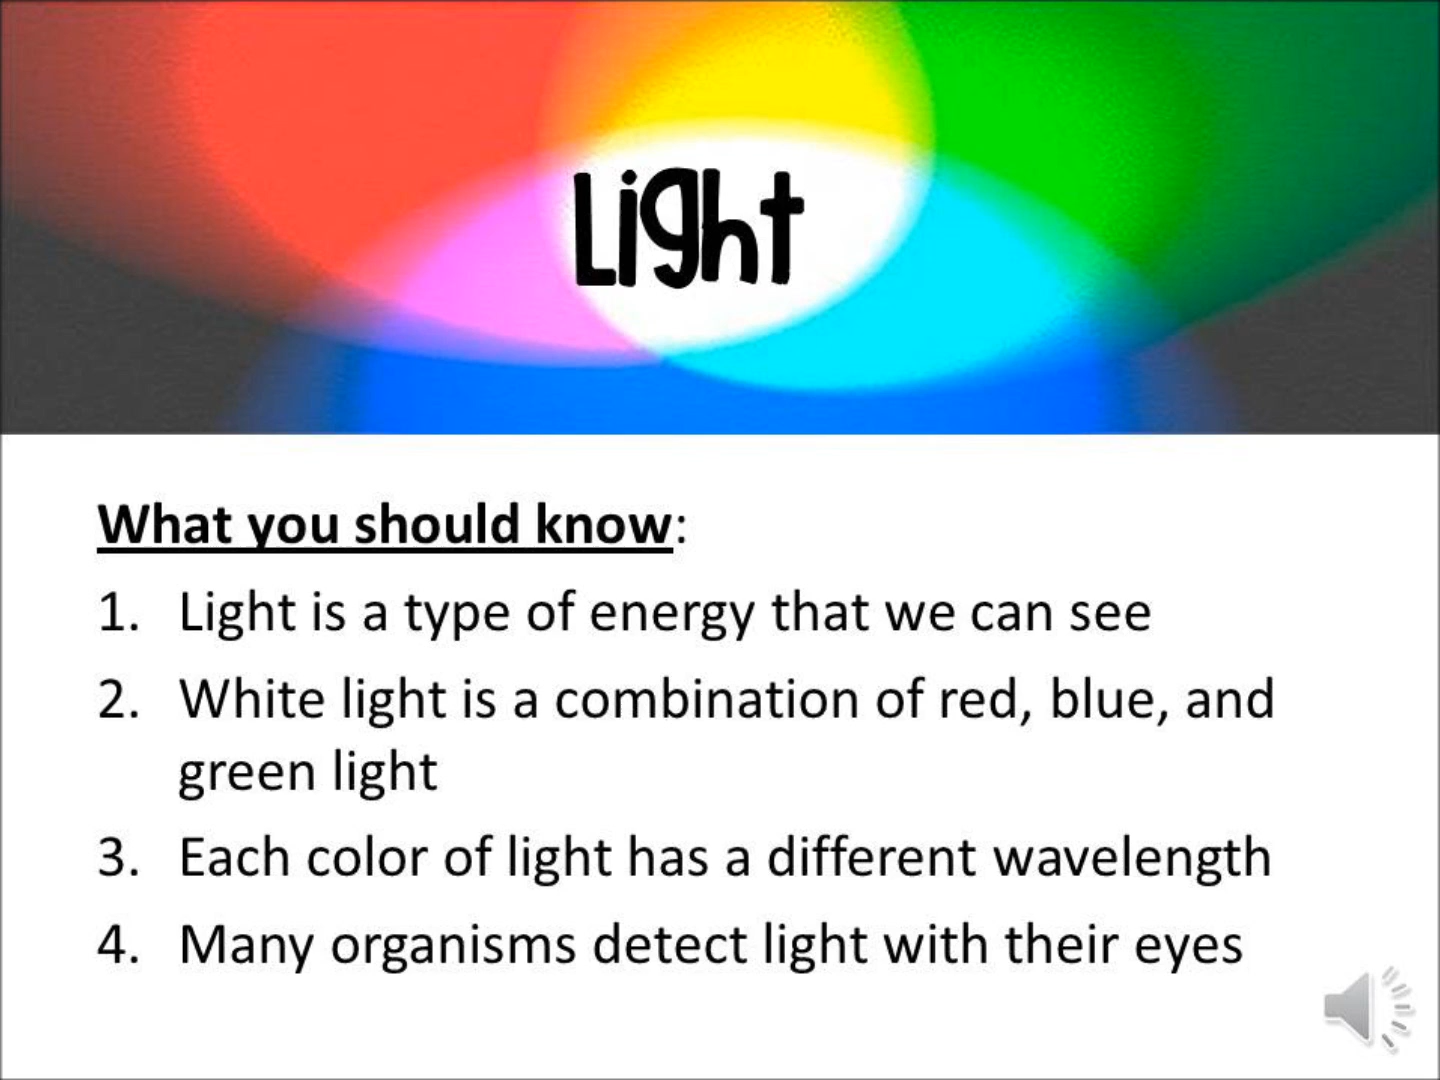 Light
What you should know:
1. Light is a type of energy that we can see
2. White light is a combination of red, blue, and
green light
3. Each color of light has a different wavelength
4. Many organisms detect light with their eyes